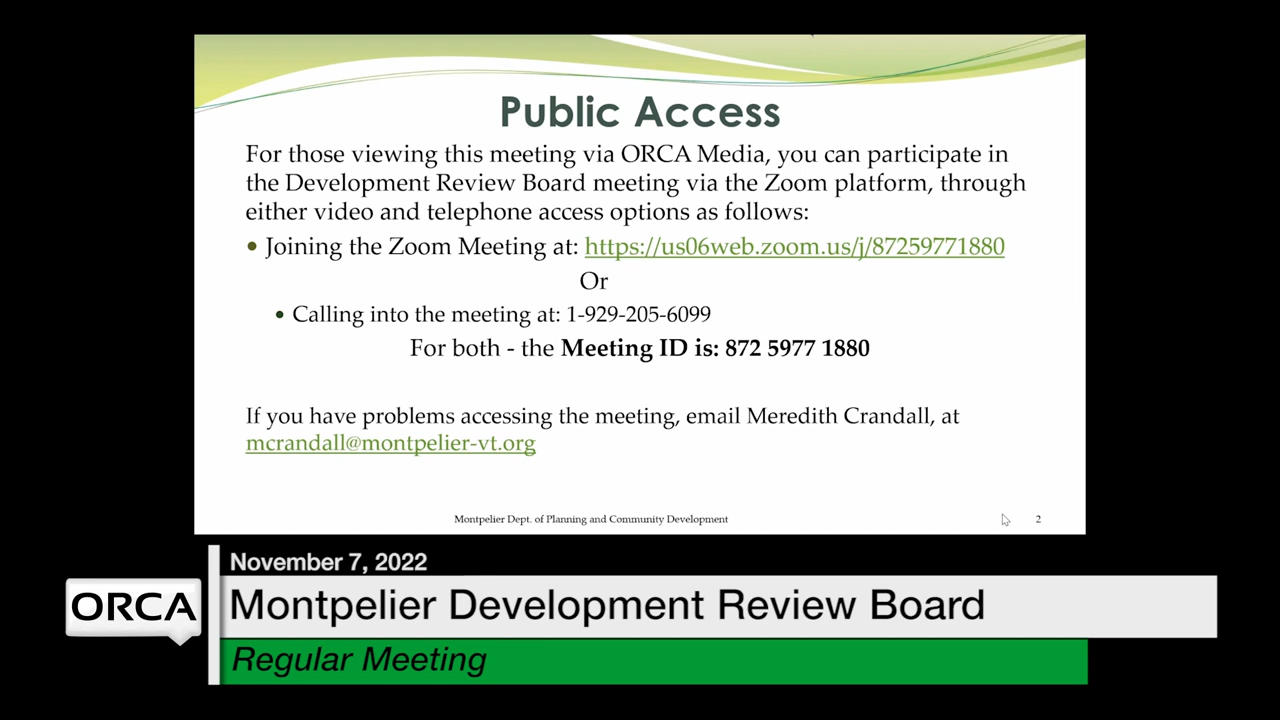 Public Access
For those viewing this meeting via ORCA Media, you can participate in
the Development Review Board meeting via the Zoom platform, through
either video and telephone access options as follows:
• Joining the Zoom Meeting at: https://us06web.zoom.us/j/87259771880
Or
• Calling into the meeting at: 1-929-205-6099
For both - the Meeting ID is: 872 5977 1880
If you have problems accessing the meeting, email Meredith Crandall, at
mcrandall@montpelier-vt.org
Montpelier Dept. of Planning and Community Development
2
November 7, 2022
ORCA
Montpelier Development Review Board
Regular Meeting